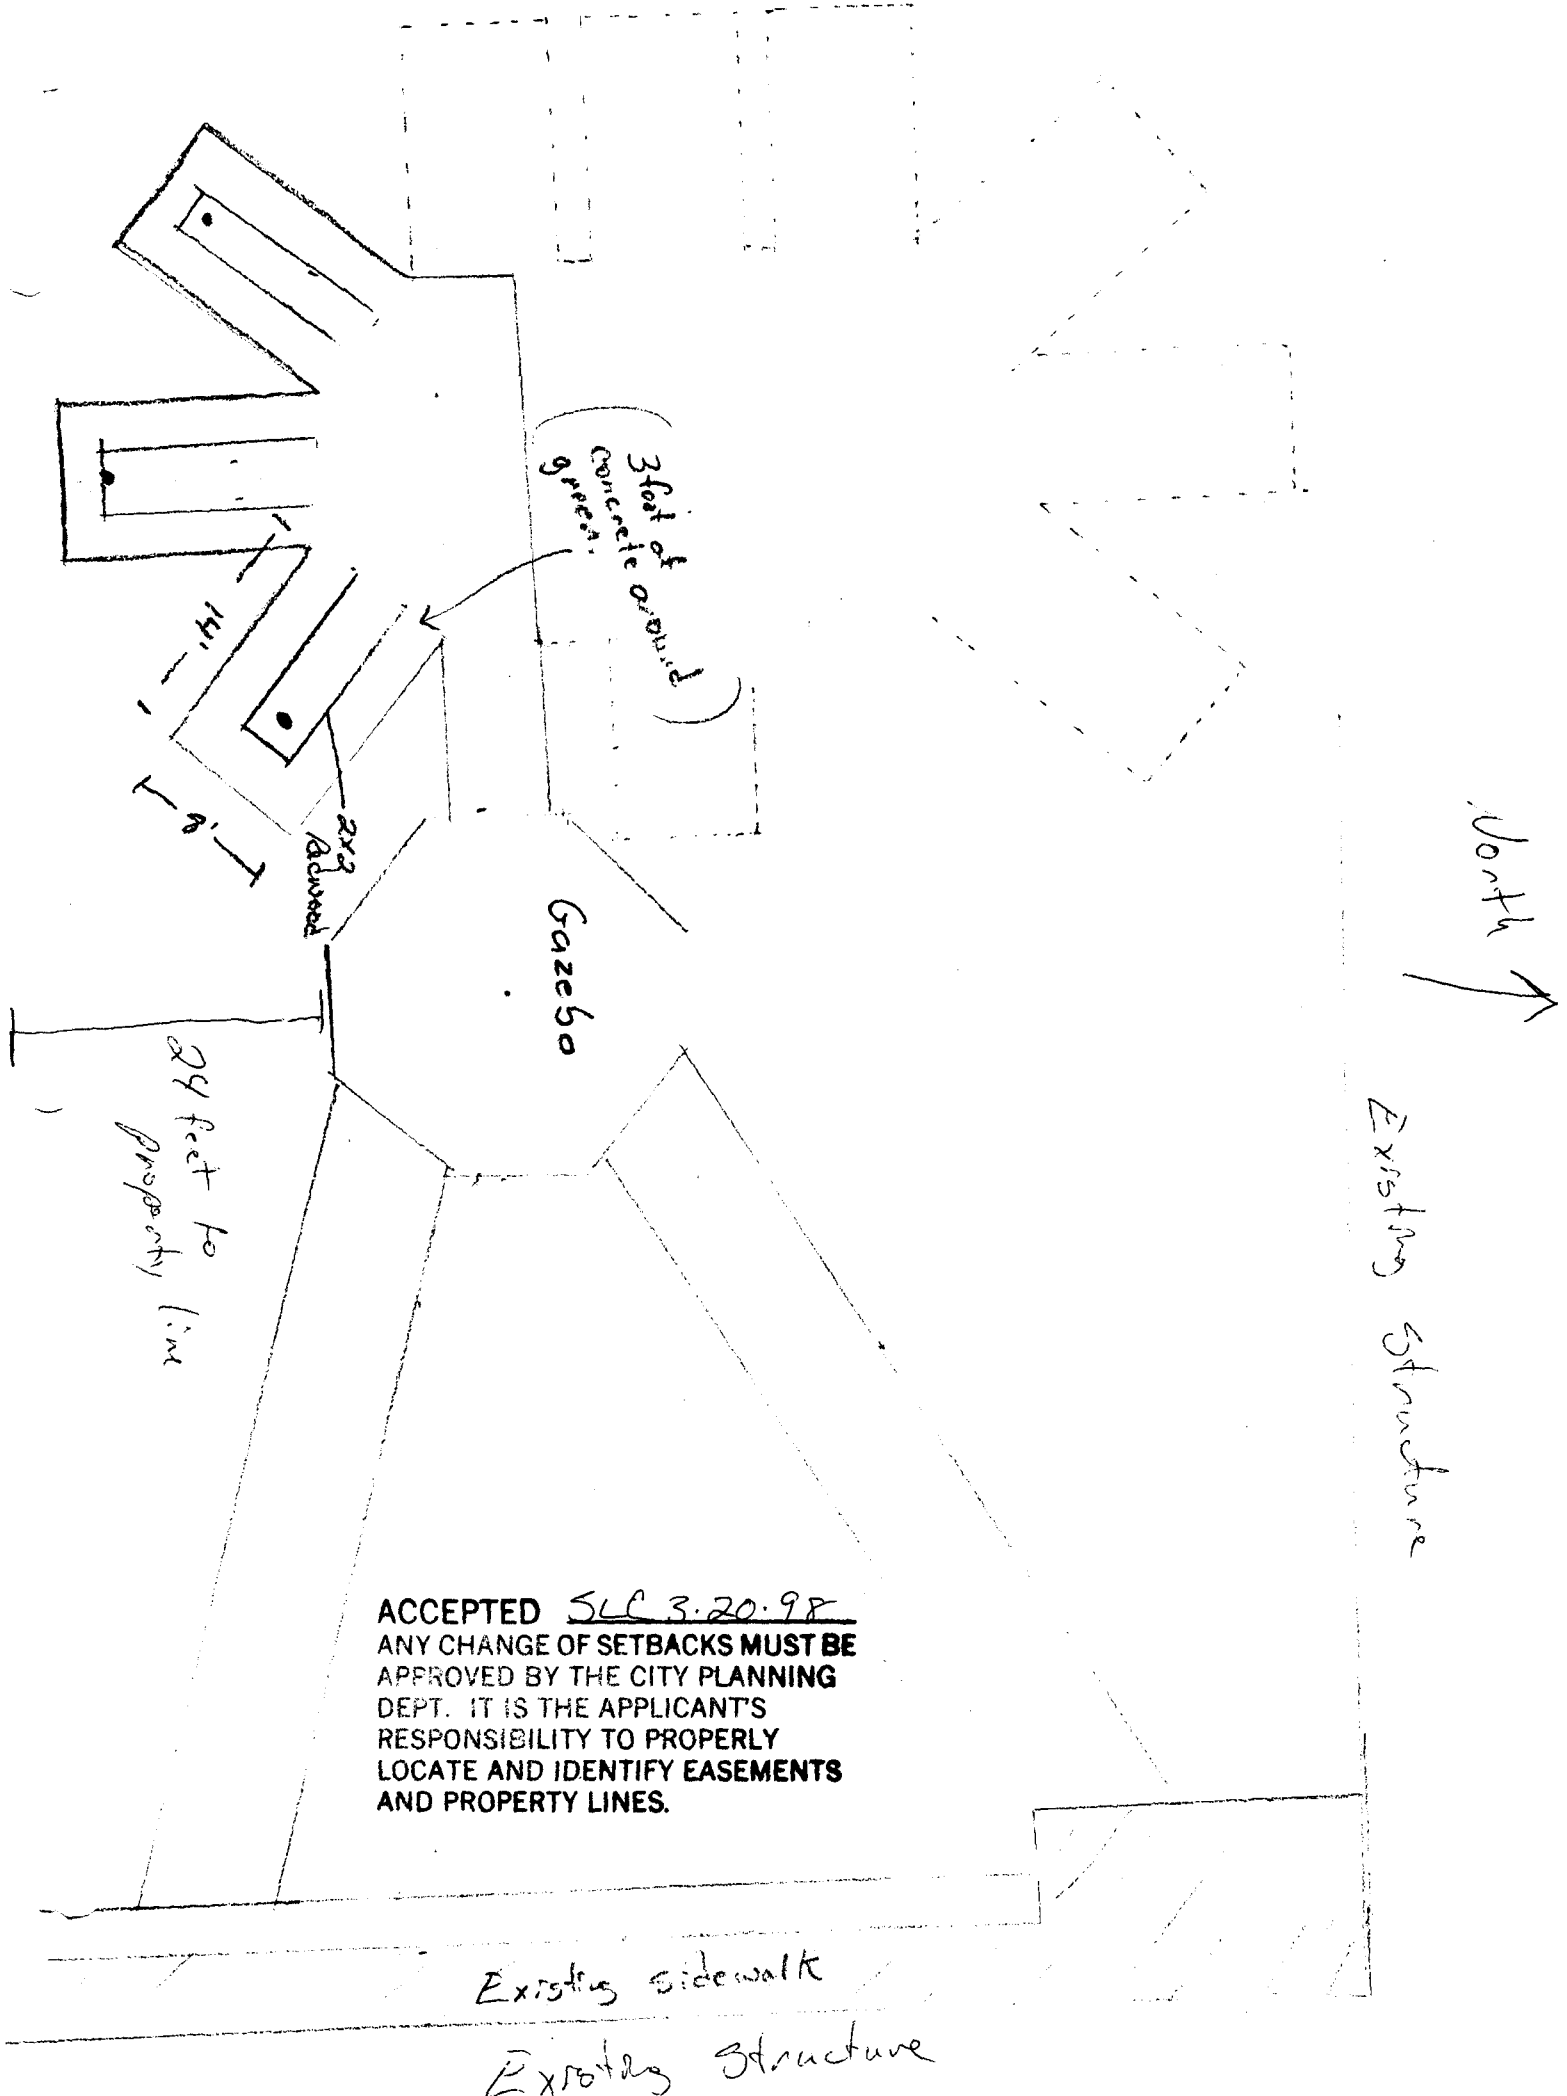 (3 foot of
concrete around
green.)
14'
8'
2x2
Redwood
Gazebo
North
24 feet to
property line
Existing Structure
ACCEPTED SLC 3.20.98
ANY CHANGE OF SETBACKS MUST BE
APPROVED BY THE CITY PLANNING
DEPT. IT IS THE APPLICANT'S
RESPONSIBILITY TO PROPERLY
LOCATE AND IDENTIFY EASEMENTS
AND PROPERTY LINES.
Existing sidewalk
Existing Structure